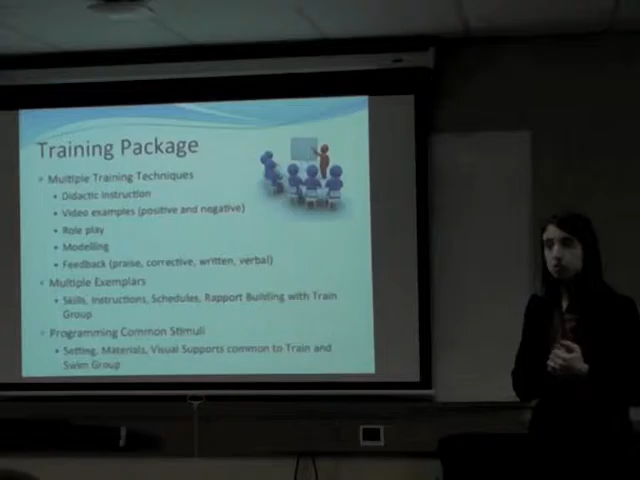 Training Package
Multiple Training Techniques
Didactic instruction
Video examples (positive and negative)
Role play
Modelling
Feedback (praise, corrective, written, verbal)
Multiple Exemplars
Skills, Instructions, Schedules, Rapport Building with Train
Group
Programming Common Stimuli
Setting, Materials, Visual Supports common to Train and
Swim Group